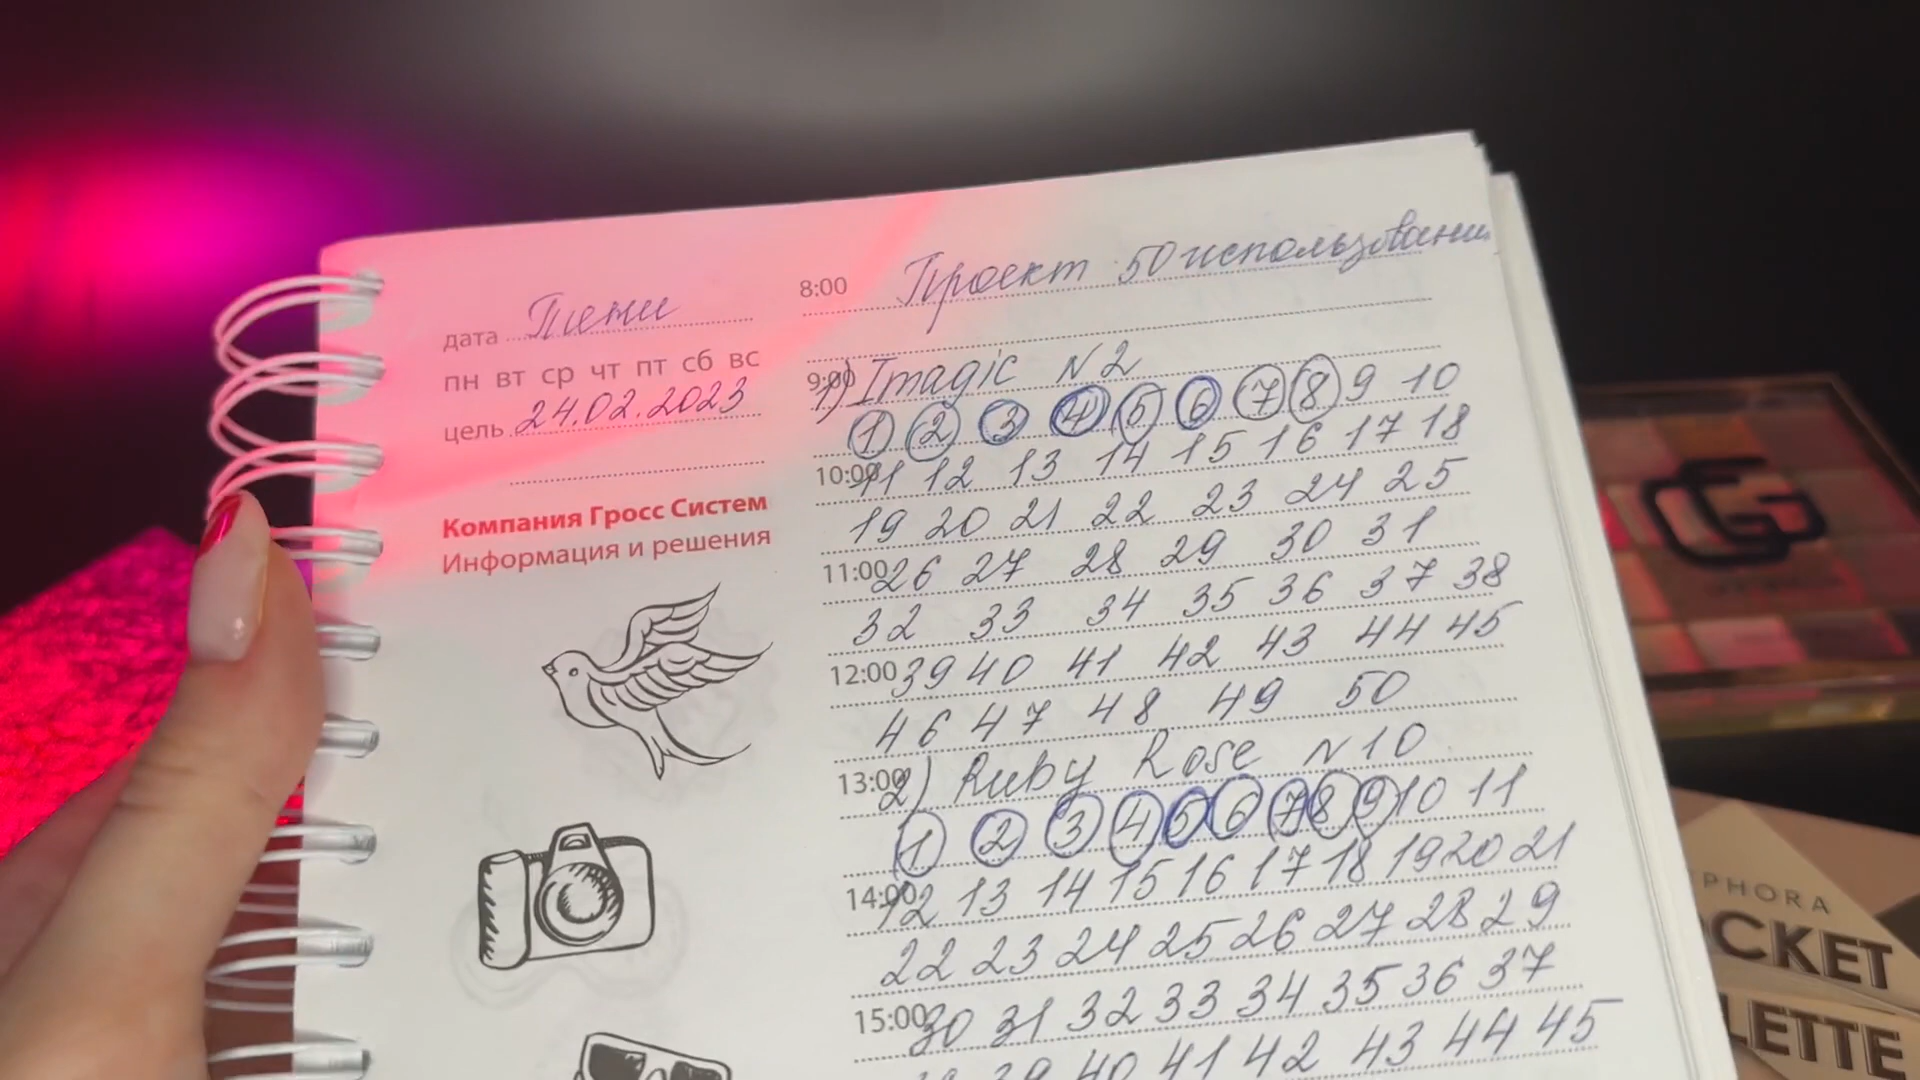 дата Тени
8:00 Проект 50 использовани
пн вт ср чт пт сб вс
цель 24.02.2023
Компания Гросс Систем
Информация и решения
9:00 1) Imagic N2
1 2 3 4 5 6 7 8 9 10
10:00 11 12 13 14 15 16 17 18
19 20 21 22 23 24 25
11:00 26 27 28 29 30 31
32 33 34 35 36 37 38
12:00 39 40 41 42 43 44 45
46 47 48 49 50
13:00 2) Ruby Rose N10
1 2 3 4 5 6 7 8 9 10 11
14:00 12 13 14 15 16 17 18 19 20 21
22 23 24 25 26 27 28 29
15:00 30 31 32 33 34 35 36 37
39 40 41 42 43 44 45
PHORA
CKET
LETTE